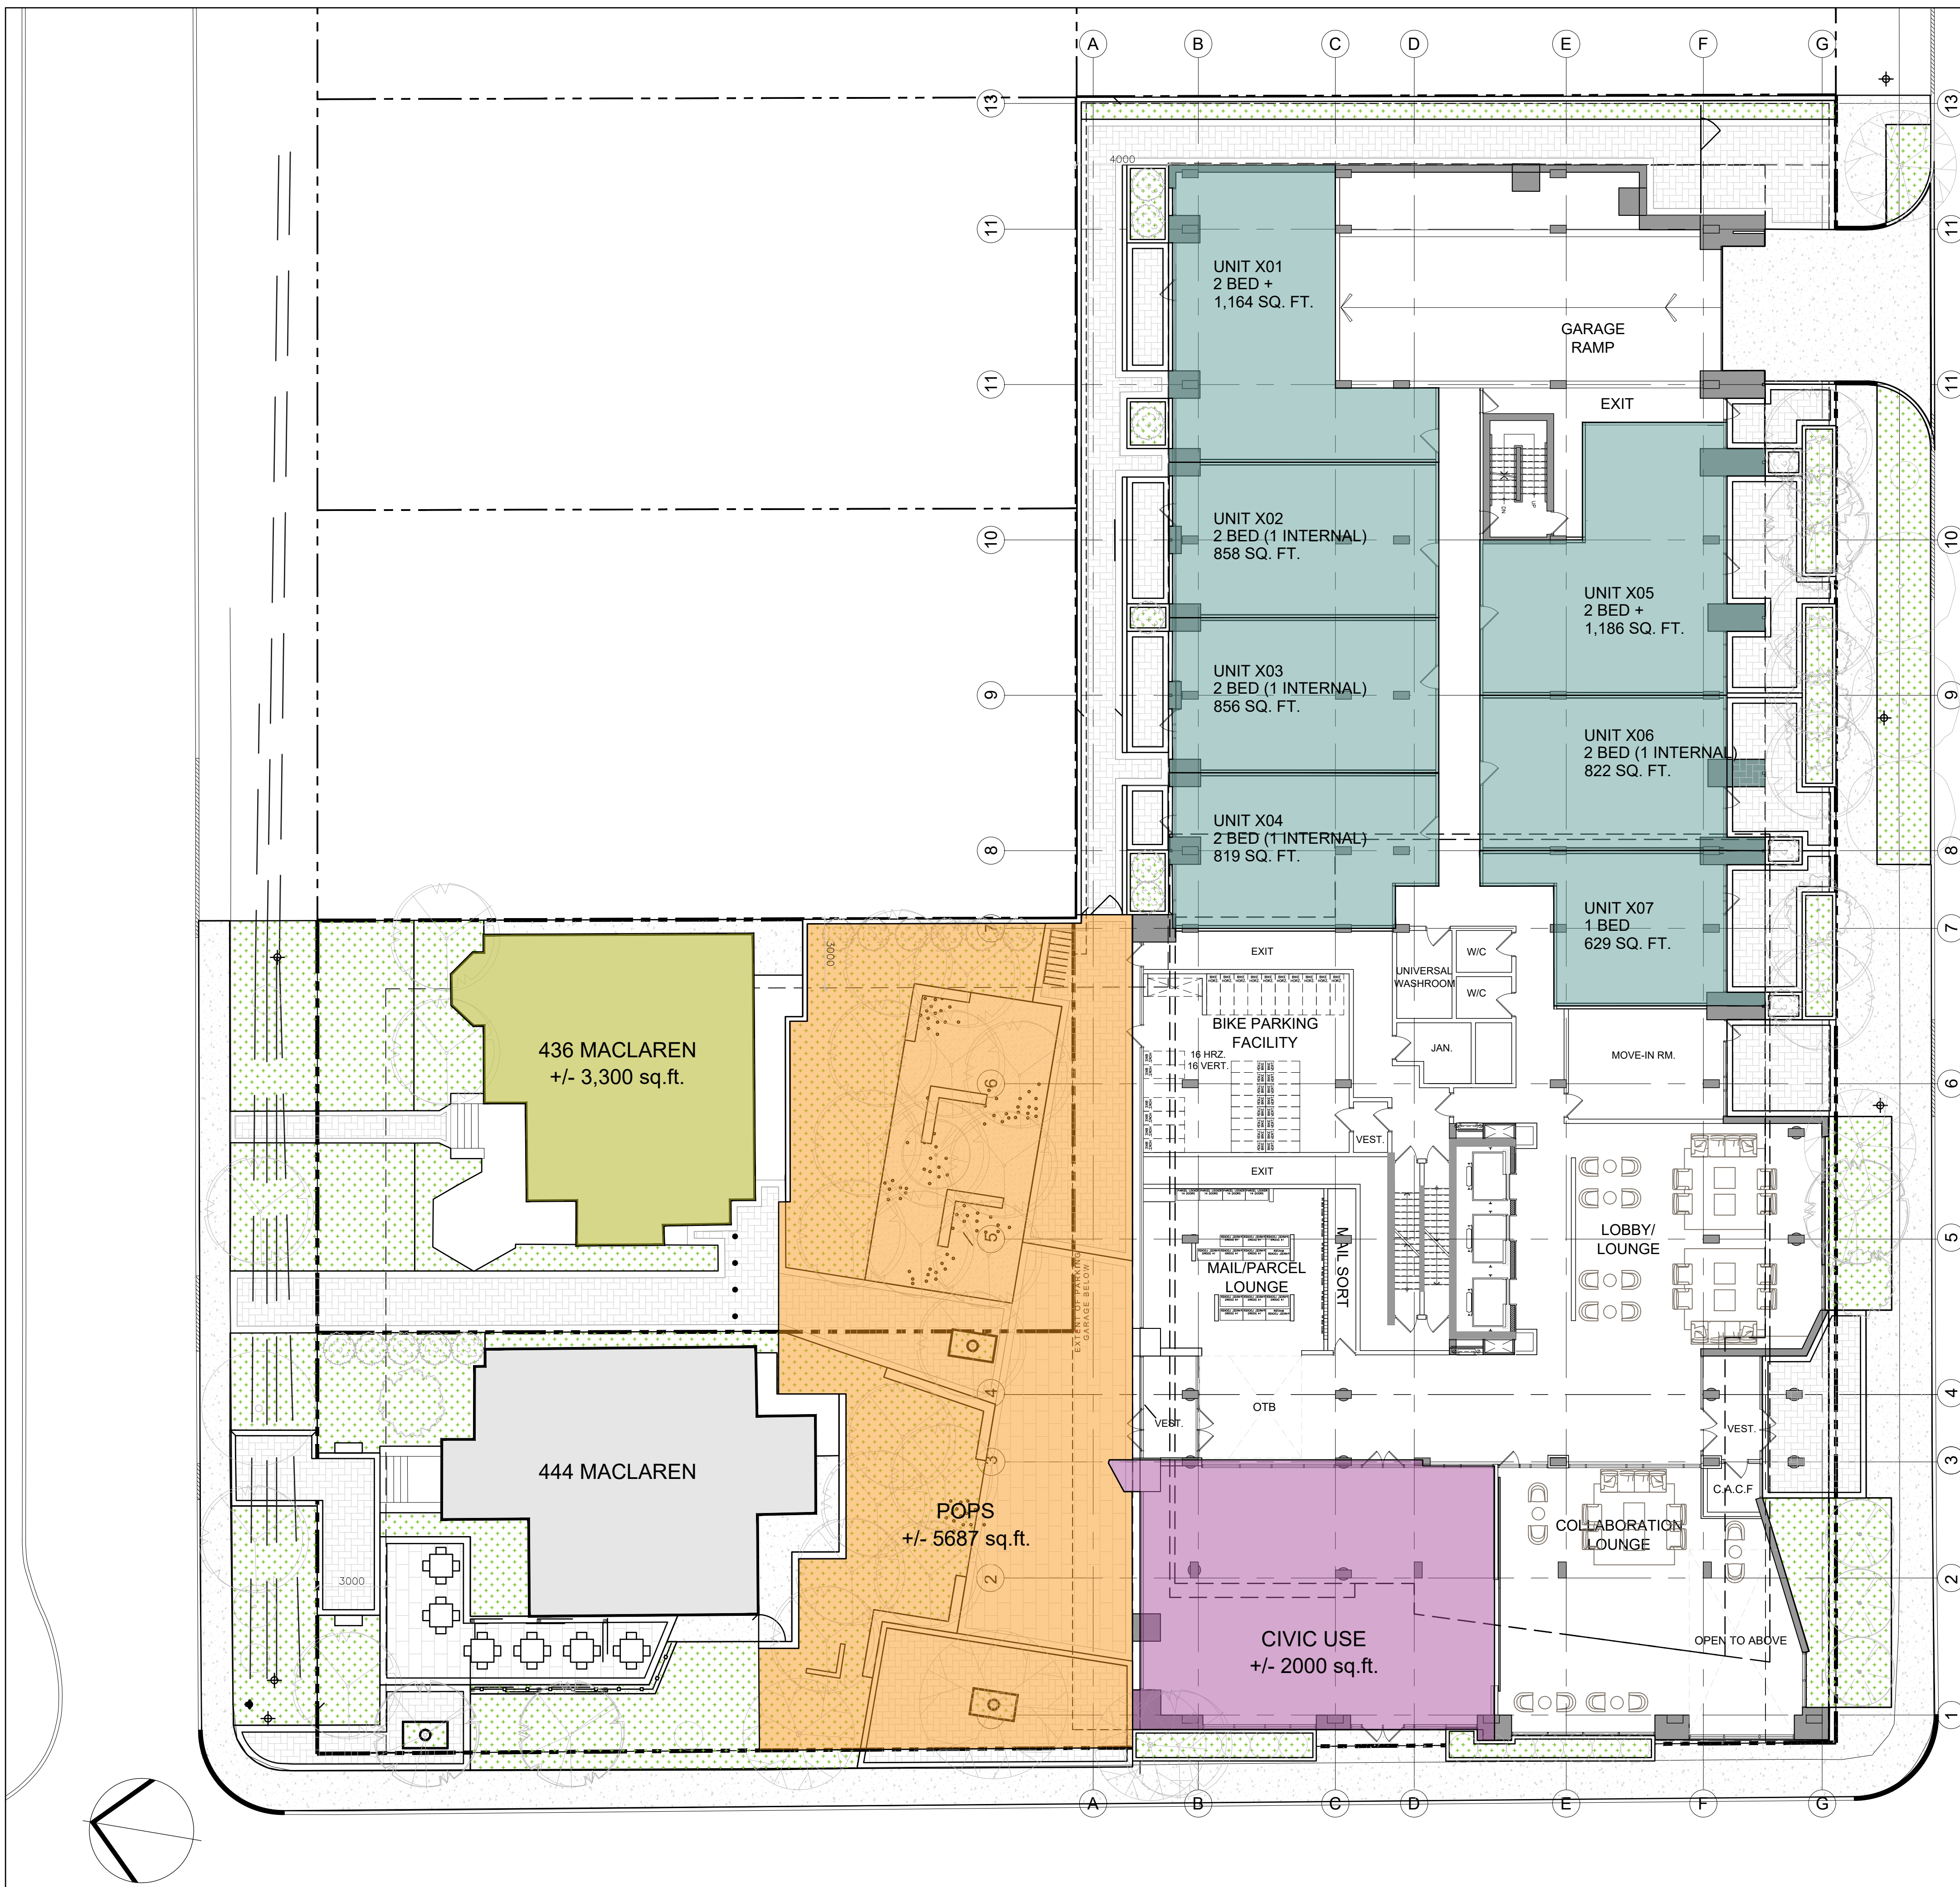 A B C D E F G
13
13
4000
11
11
UNIT X01
2 BED +
1,164 SQ. FT.
GARAGE
RAMP
11
11
EXIT
DN
UP
UNIT X02
2 BED (1 INTERNAL)
858 SQ. FT.
10
10
UNIT X05
2 BED +
1,186 SQ. FT.
UNIT X03
2 BED (1 INTERNAL)
856 SQ. FT.
9
9
UNIT X06
2 BED (1 INTERNAL)
822 SQ. FT.
UNIT X04
2 BED (1 INTERNAL)
819 SQ. FT.
8
8
UNIT X07
1 BED
629 SQ. FT.
7
7
3000
EXIT
UNIVERSAL
WASHROOM
W/C
W/C
BIKE PARKING
FACILITY
16 HRZ.
16 VERT.
JAN.
MOVE-IN RM.
436 MACLAREN
+/- 3,300 sq.ft.
6
6
VEST.
EXIT
LOBBY/
LOUNGE
5
5
MAIL/PARCEL
LOUNGE
MAIL SORT
EXTENT OF PARKING
GARAGE BELOW
4
4
VEST.
OTB
VEST.
3
3
444 MACLAREN
C.A.C.F
POPS
+/- 5687 sq.ft.
COLLABORATION
LOUNGE
2
2
3000
CIVIC USE
+/- 2000 sq.ft.
OPEN TO ABOVE
1
A B C D E F G